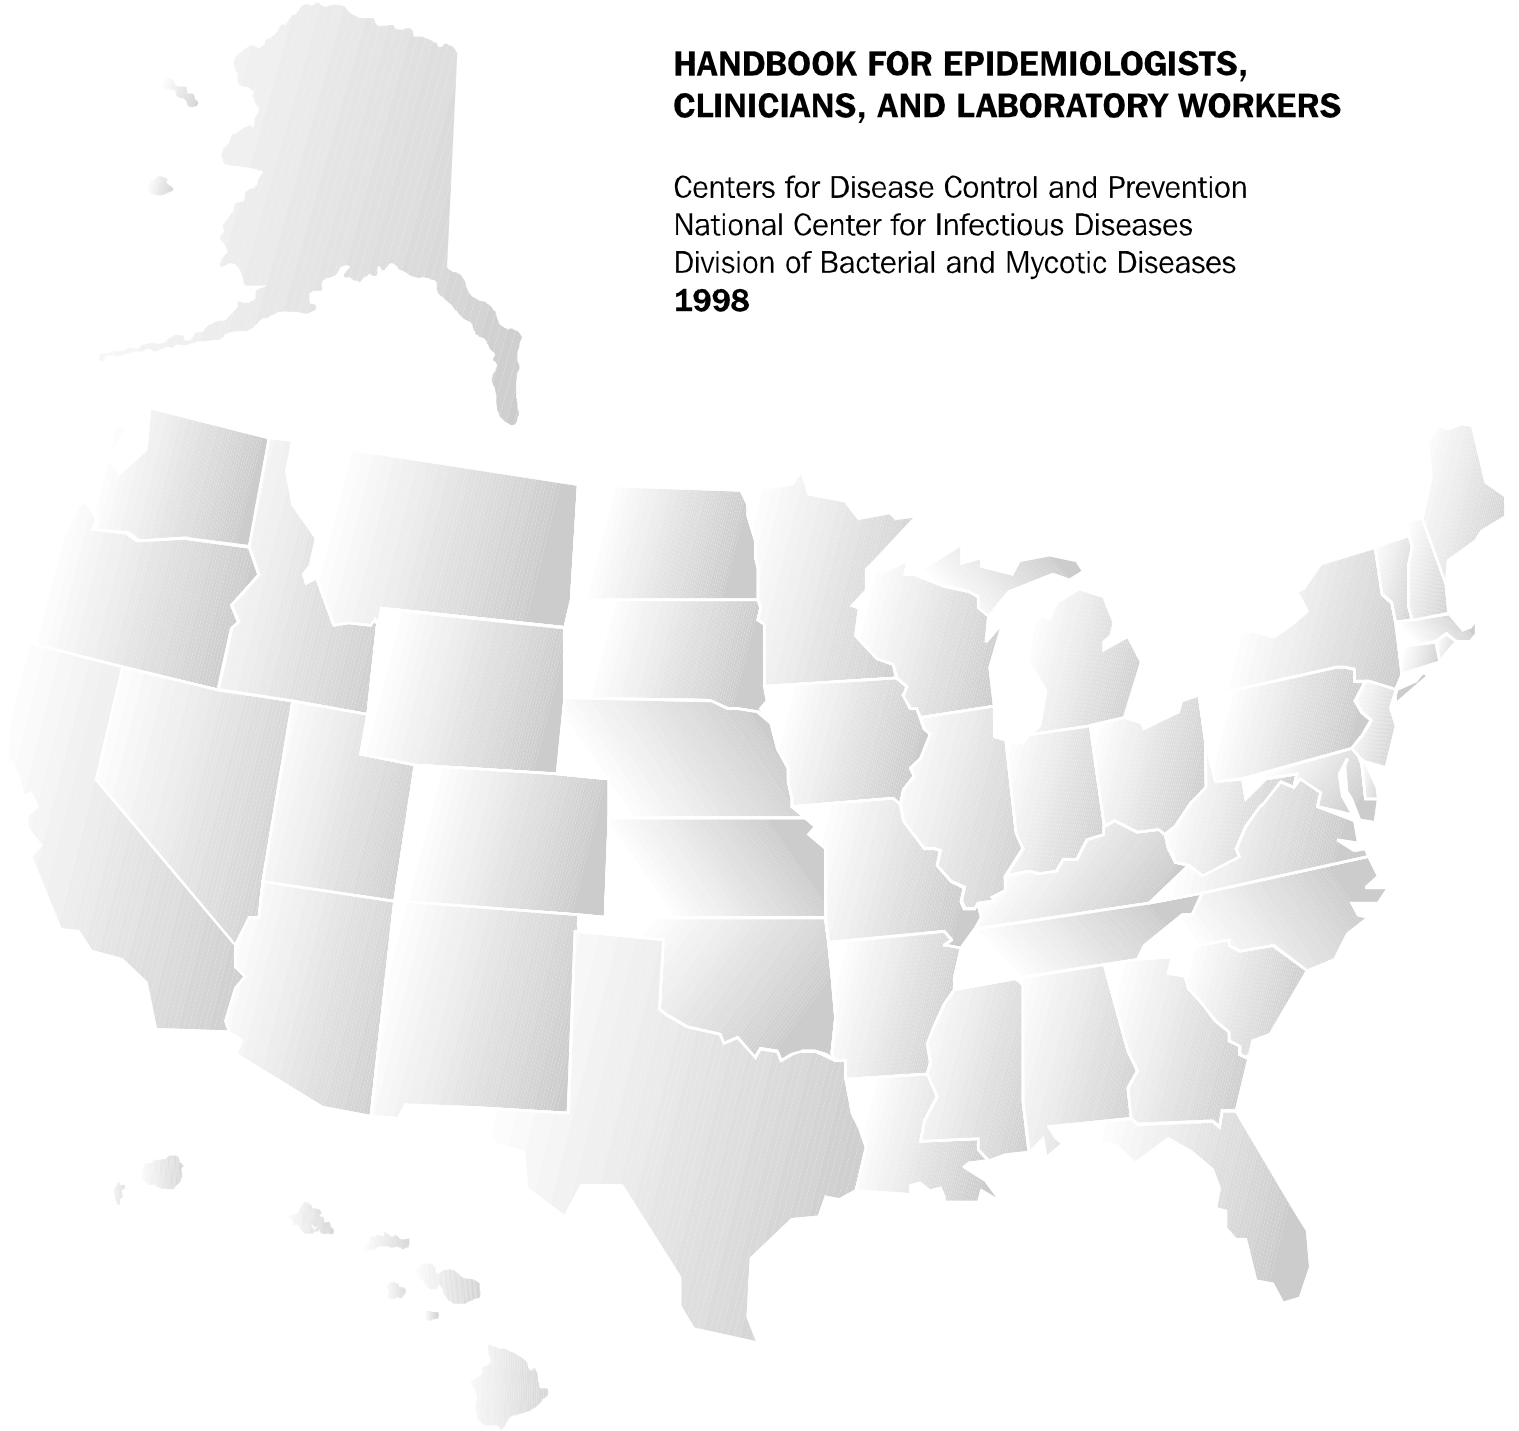 HANDBOOK FOR EPIDEMIOLOGISTS,
CLINICIANS, AND LABORATORY WORKERS
Centers for Disease Control and Prevention
National Center for Infectious Diseases
Division of Bacterial and Mycotic Diseases
1998